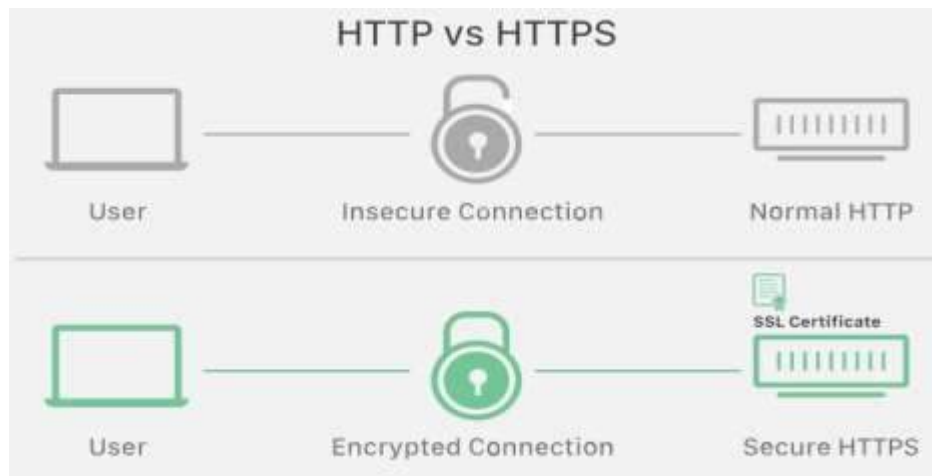 HTTP vs HTTPS
User
Insecure Connection
Normal HTTP
SSL Certificate
User
Encrypted Connection
Secure HTTPS